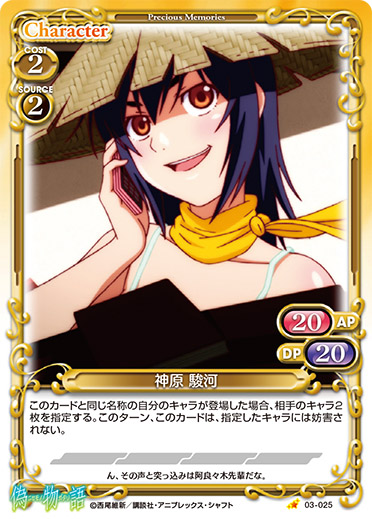 Precious Memories
Character
COST
2
SOURCE
2
20 AP
DP 20
神原 駿河
このカードと同じ名称の自分のキャラが登場した場合、相手のキャラ2
枚を指定する。このターン、このカードは、指定したキャラには妨害さ
れない。
ん、その声と突っ込みは阿良々木先輩だな。
偽物語
©西尾維新／講談社・アニプレックス・シャフト
03-025